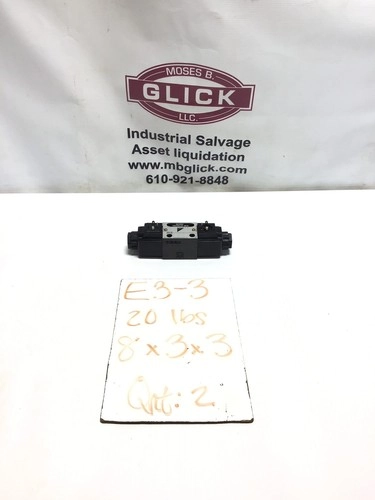 MOSES B.
GLICK
LLC.
Industrial Salvage
Asset liquidation
www.mbglick.com
610-921-8848
E3-3
20 lbs
8 x 3 x 3
Qnt: 2